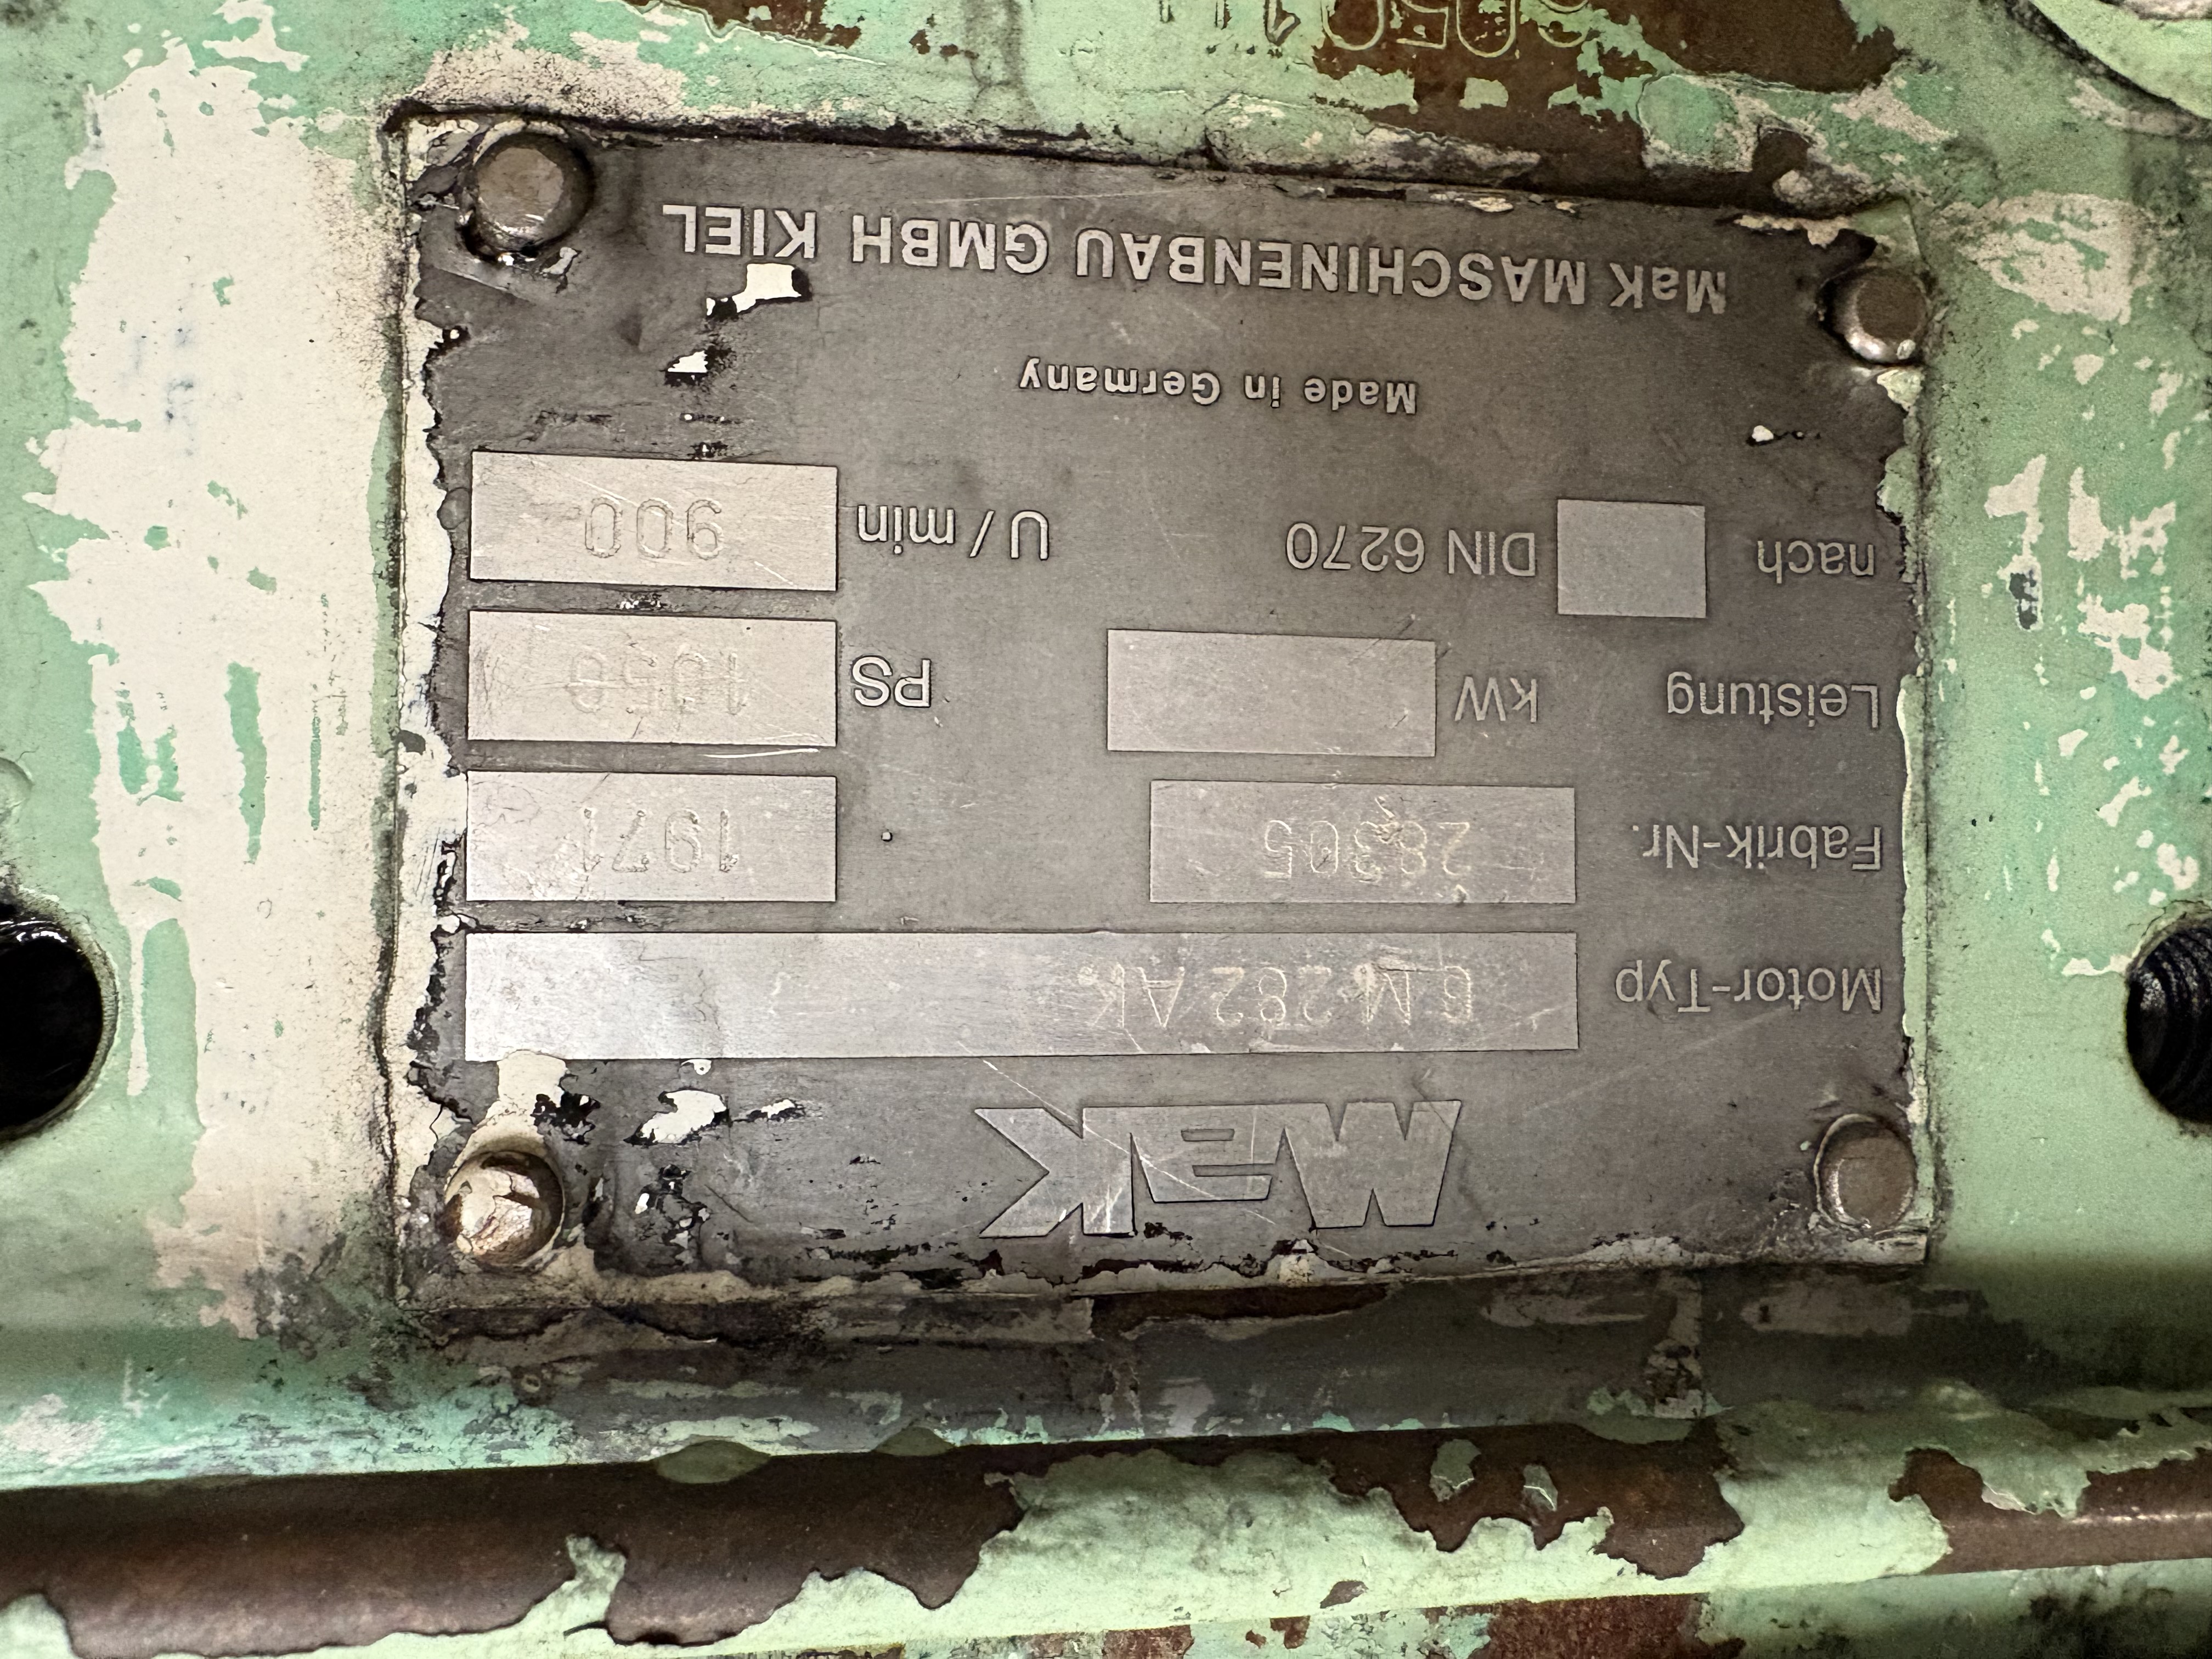 MaK
Motor-Typ 6 M 282 AK
Fabrik-Nr. 28305 1971
Leistung kW 1050 PS
nach DIN 6270 900 U/min
Made in Germany
MaK MASCHINENBAU GMBH KIEL